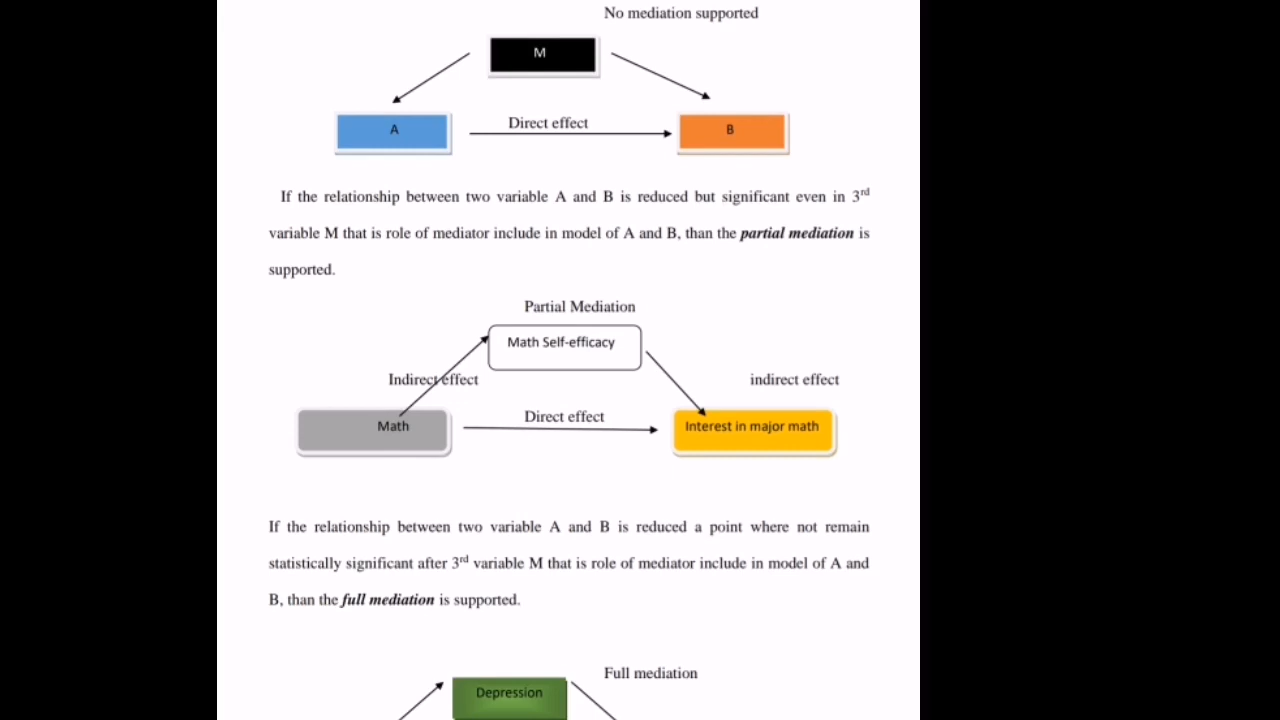 No mediation supported
M
Direct effect
A
B
If the relationship between two variable A and B is reduced but significant even in 3rd
variable M that is role of mediator include in model of A and B, than the partial mediation is
supported.
Partial Mediation
Math Self-efficacy
Indirect effect
indirect effect
Direct effect
Math
Interest in major math
If the relationship between two variable A and B is reduced a point where not remain
statistically significant after 3rd variable M that is role of mediator include in model of A and
B, than the full mediation is supported.
Full mediation
Depression